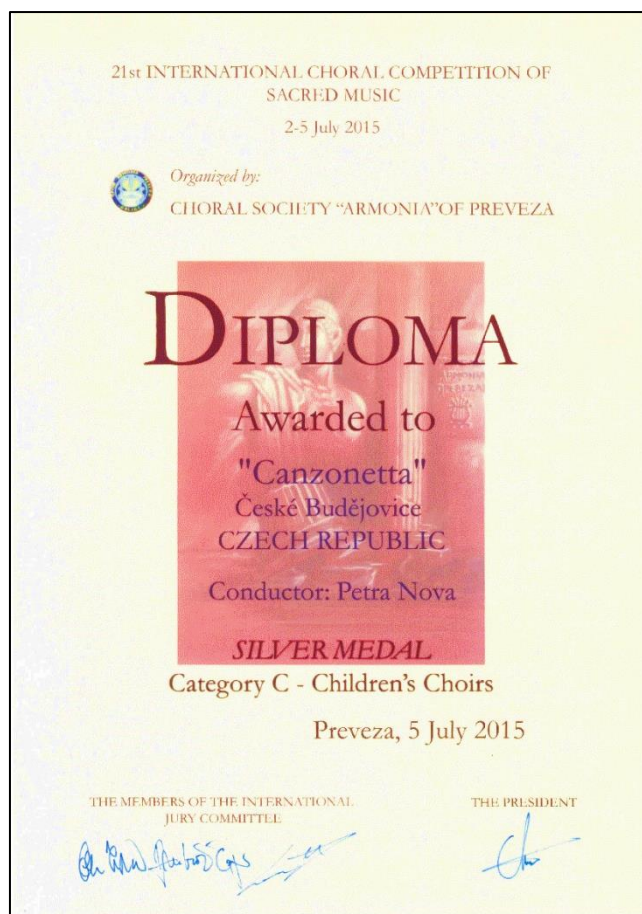 21st INTERNATIONAL CHORAL COMPETITION OF
SACRED MUSIC
2-5 July 2015
Organized by:
CHORAL SOCIETY “ARMONIA”OF PREVEZA
DIPLOMA
Awarded to
"Canzonetta"
České Budějovice
CZECH REPUBLIC
Conductor: Petra Nova
SILVER MEDAL
Category C - Children’s Choirs
Preveza, 5 July 2015
THE MEMBERS OF THE INTERNATIONAL
JURY COMMITTEE
THE PRESIDENT